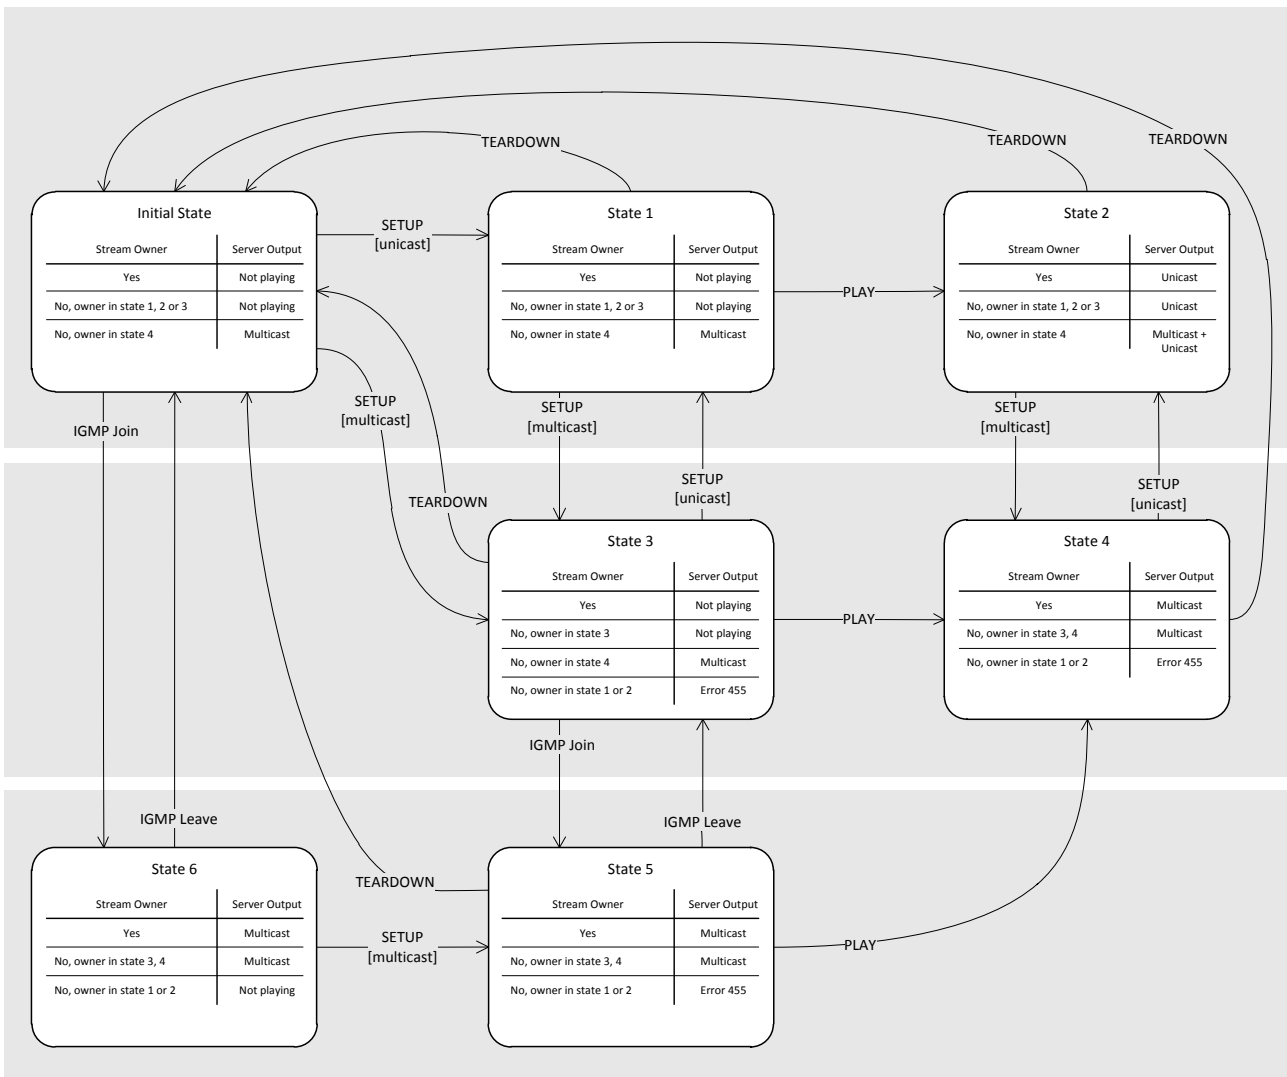 TEARDOWN
TEARDOWN
TEARDOWN
Initial State
Stream Owner Server Output
Yes Not playing
No, owner in state 1, 2 or 3 Not playing
No, owner in state 4 Multicast
SETUP
[unicast]
State 1
Stream Owner Server Output
Yes Not playing
No, owner in state 1, 2 or 3 Not playing
No, owner in state 4 Multicast
PLAY
State 2
Stream Owner Server Output
Yes Unicast
No, owner in state 1, 2 or 3 Unicast
No, owner in state 4 Multicast +
Unicast
IGMP Join
SETUP
[multicast]
SETUP
[multicast]
SETUP
[multicast]
TEARDOWN
SETUP
[unicast]
SETUP
[unicast]
State 3
Stream Owner Server Output
Yes Not playing
No, owner in state 3 Not playing
No, owner in state 4 Multicast
No, owner in state 1 or 2 Error 455
PLAY
State 4
Stream Owner Server Output
Yes Multicast
No, owner in state 3, 4 Multicast
No, owner in state 1 or 2 Error 455
IGMP Join
IGMP Leave
IGMP Leave
State 6
Stream Owner Server Output
Yes Multicast
No, owner in state 3, 4 Multicast
No, owner in state 1 or 2 Not playing
TEARDOWN
SETUP
[multicast]
State 5
Stream Owner Server Output
Yes Multicast
No, owner in state 3, 4 Multicast
No, owner in state 1 or 2 Error 455
PLAY